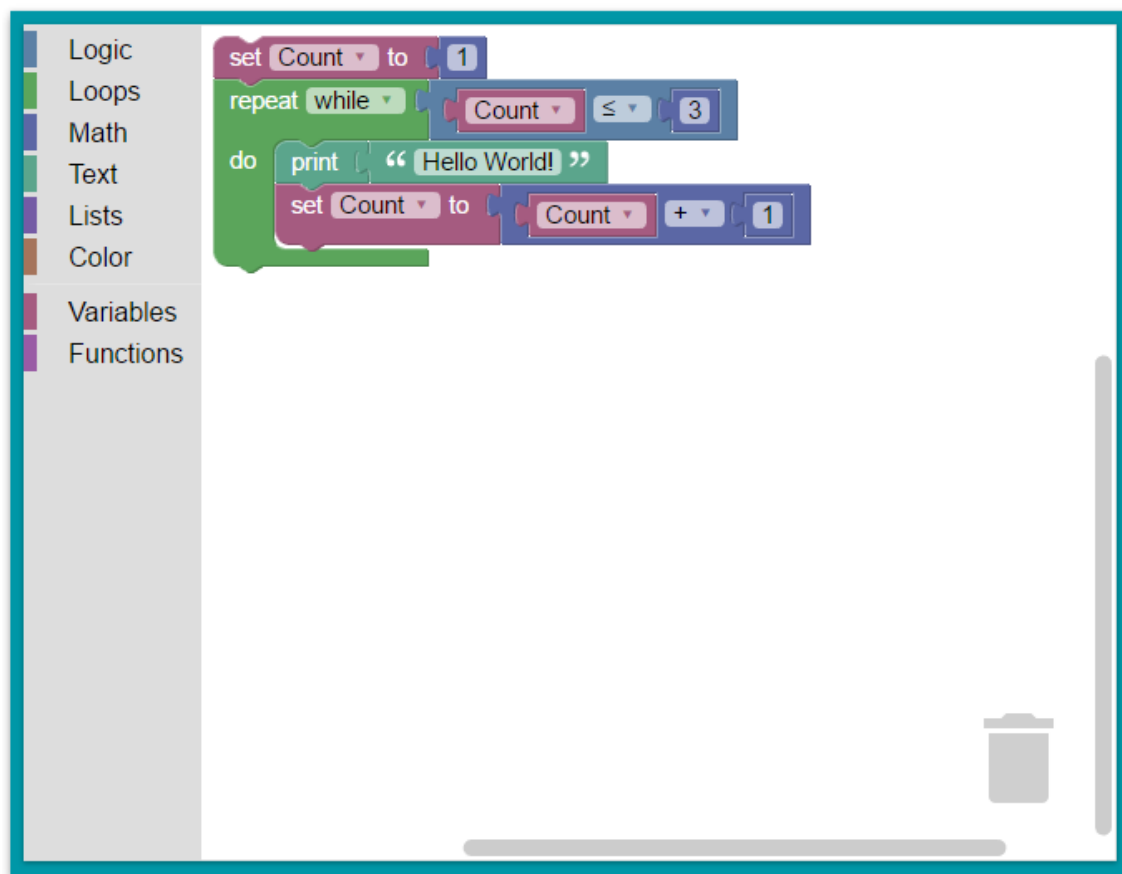 Logic
Loops
Math
Text
Lists
Color
Variables
Functions
set Count to 1
repeat while Count ≤ 3
do print “ Hello World! ”
set Count to Count + 1